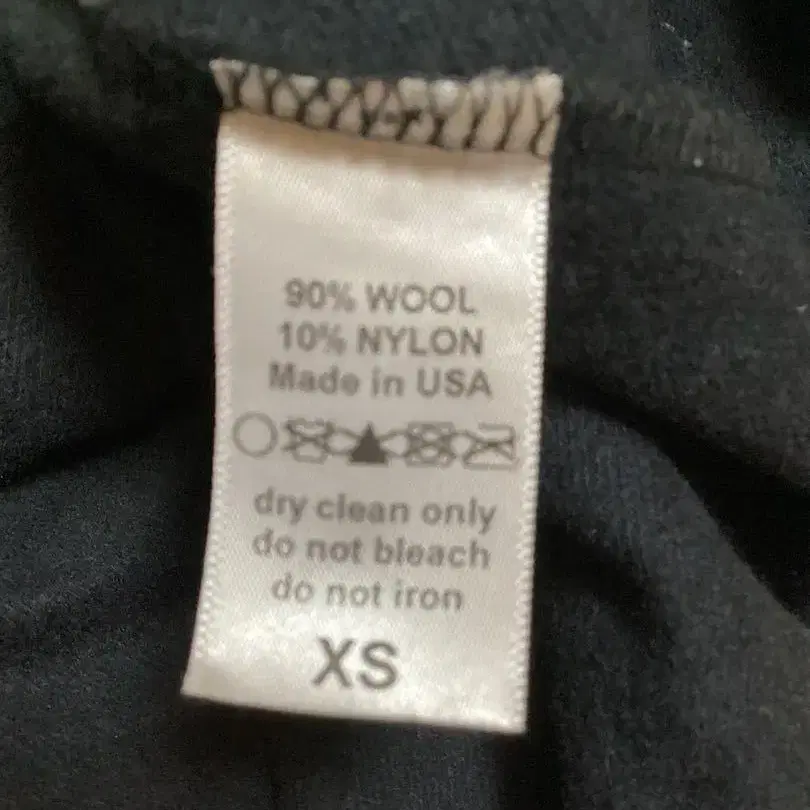 90% WOOL
10% NYLON
Made in USA
dry clean only
do not bleach
do not iron
XS